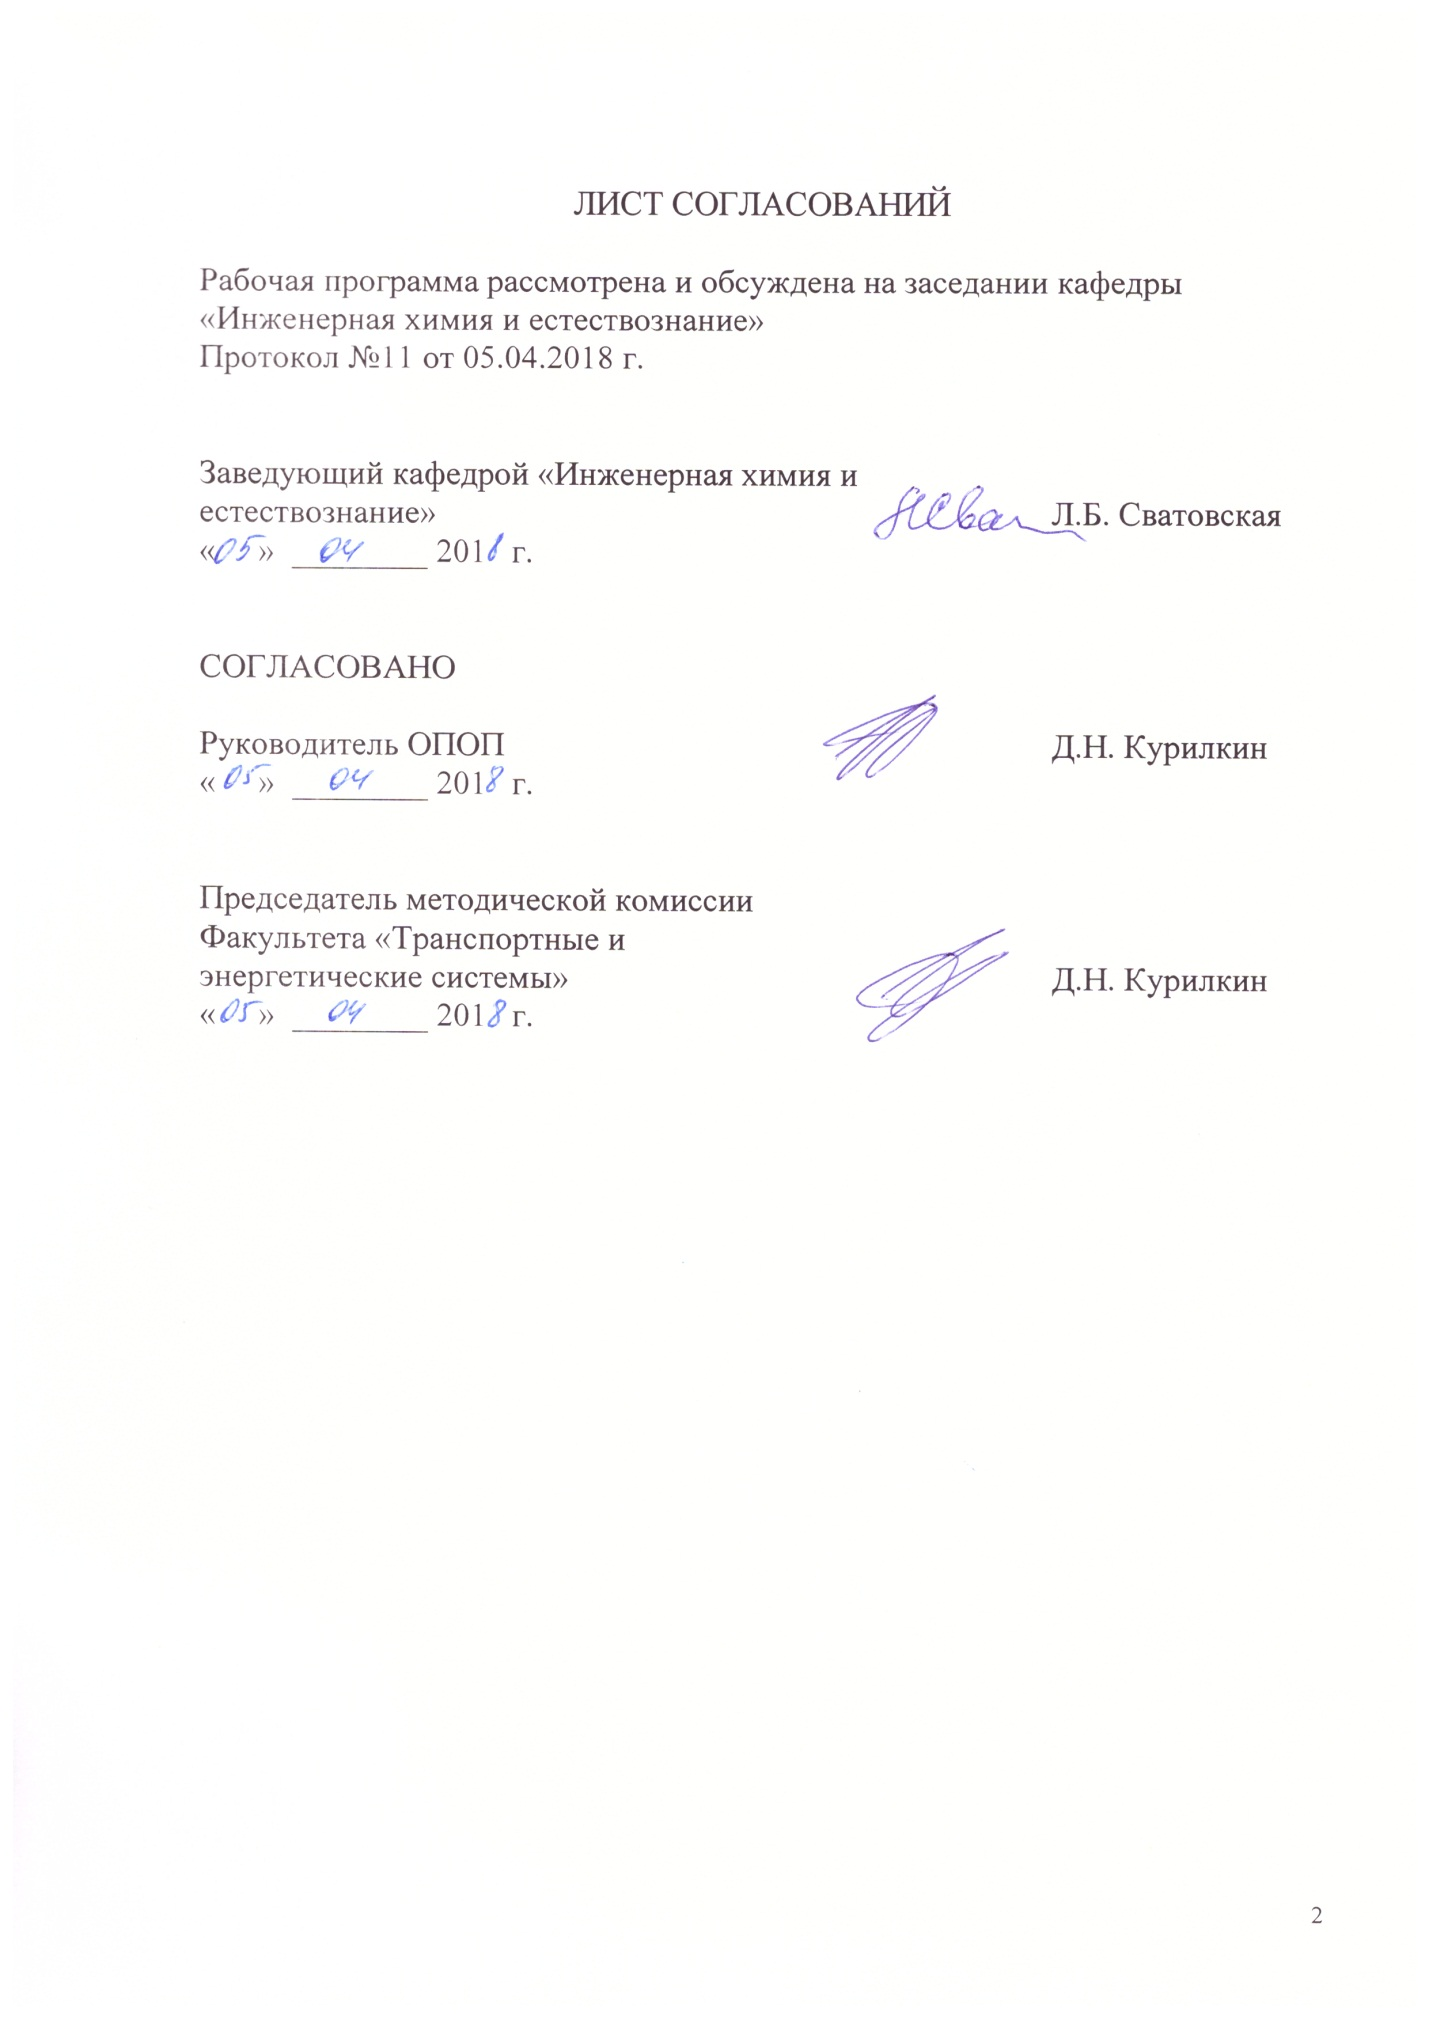 ЛИСТ СОГЛАСОВАНИЙ
Рабочая программа рассмотрена и обсуждена на заседании кафедры
«Инженерная химия и естествознание»
Протокол №11 от 05.04.2018 г.
Заведующий кафедрой «Инженерная химия и
естествознание» Л.Б. Сватовская
«05» 04 2018 г.
СОГЛАСОВАНО
Руководитель ОПОП Д.Н. Курилкин
«05» 04 2018 г.
Председатель методической комиссии
Факультета «Транспортные и
энергетические системы» Д.Н. Курилкин
«05» 04 2018 г.
2